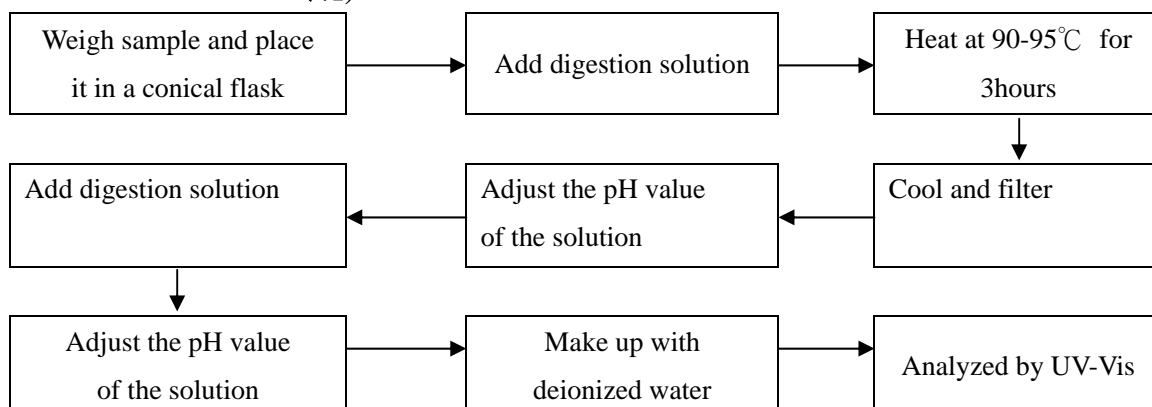 Weigh sample and place
it in a conical flask
Add digestion solution
Heat at 90-95℃ for
3hours
Cool and filter
Adjust the pH value
of the solution
Add digestion solution
Adjust the pH value
of the solution
Make up with
deionized water
Analyzed by UV-Vis